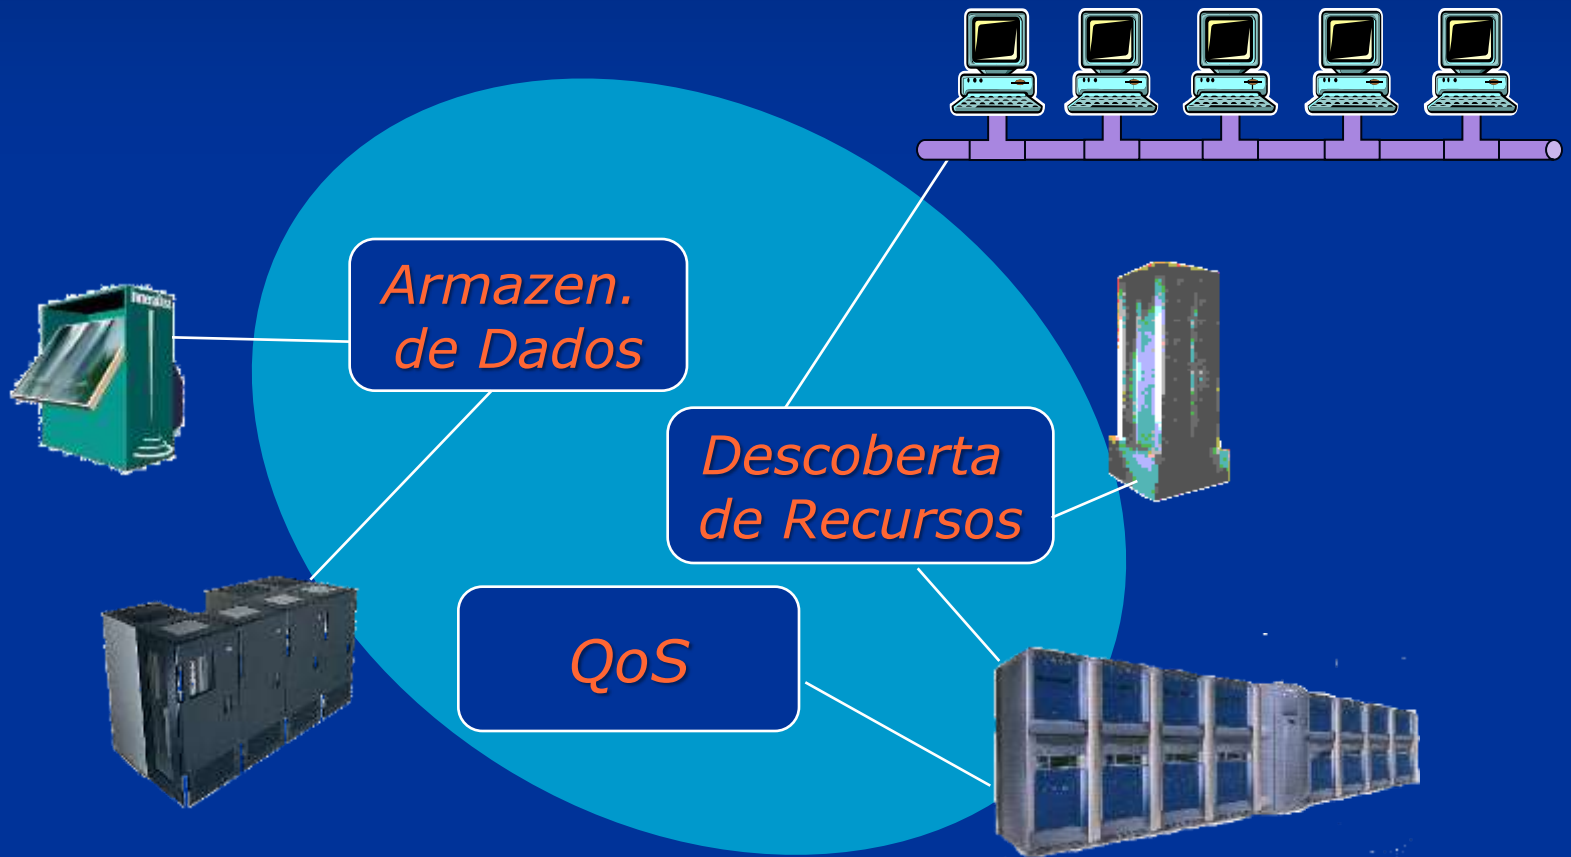 Armazen.
de Dados
Descoberta
de Recursos
QoS